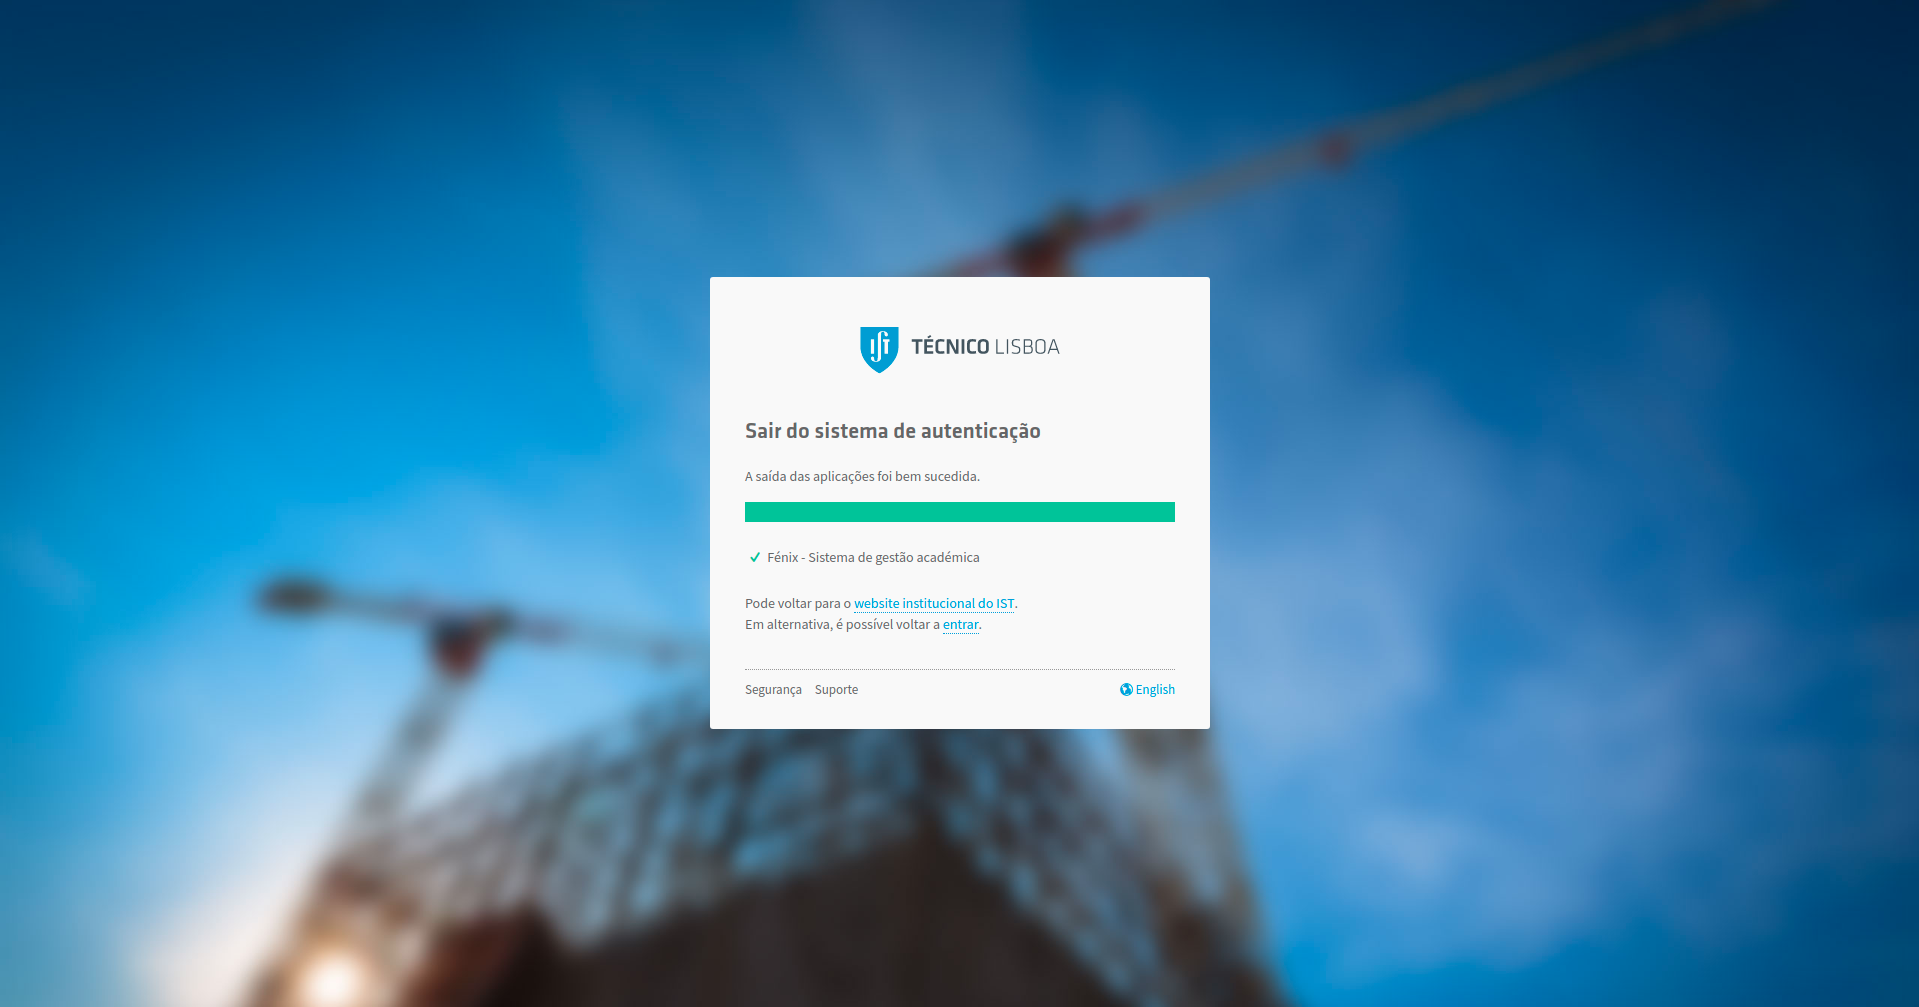 IST TÉCNICO LISBOA
Sair do sistema de autenticação
A saída das aplicações foi bem sucedida.
Fénix - Sistema de gestão académica
Pode voltar para o website institucional do IST.
Em alternativa, é possível voltar a entrar.
Segurança Suporte English